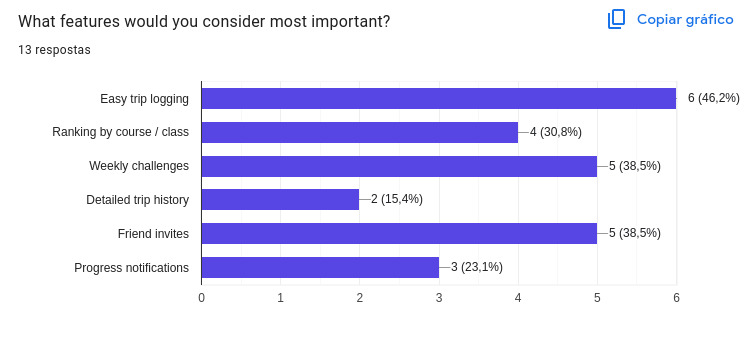 What features would you consider most important?
Copiar gráfico
13 respostas
Easy trip logging 6 (46,2%)
Ranking by course / class 4 (30,8%)
Weekly challenges 5 (38,5%)
Detailed trip history 2 (15,4%)
Friend invites 5 (38,5%)
Progress notifications 3 (23,1%)
0 1 2 3 4 5 6